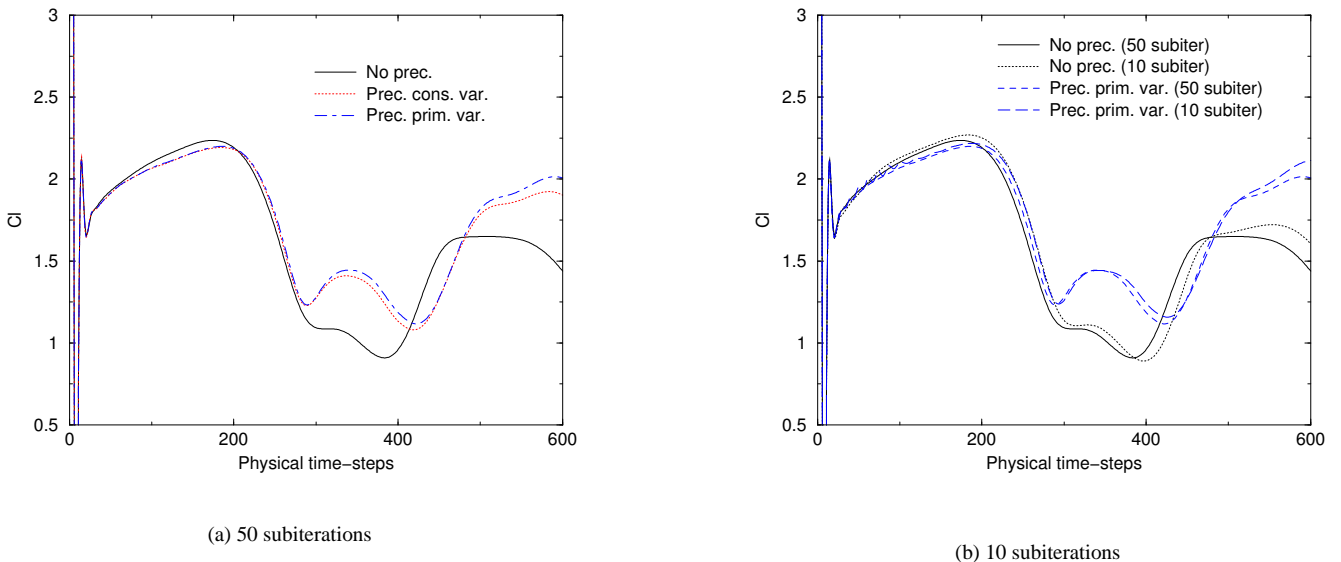 3
2.5
2
1.5
1
0.5
0
200
400
600
Cl
Physical time−steps
No prec.
Prec. cons. var.
Prec. prim. var.
(a) 50 subiterations
3
2.5
2
1.5
1
0.5
0
200
400
600
Cl
Physical time−steps
No prec. (50 subiter)
No prec. (10 subiter)
Prec. prim. var. (50 subiter)
Prec. prim. var. (10 subiter)
(b) 10 subiterations